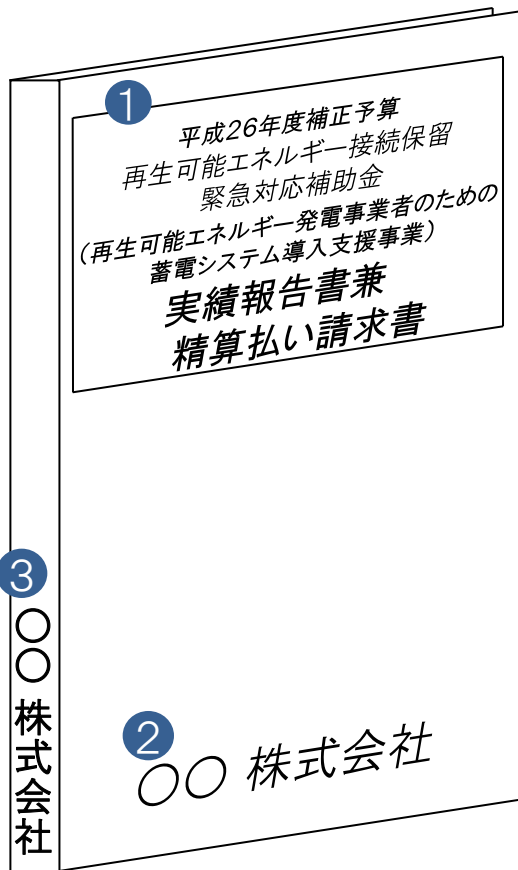 1
平成26年度補正予算
再生可能エネルギー接続保留
緊急対応補助金
（再生可能エネルギー発電事業者のための
蓄電システム導入支援事業）
実績報告書兼
精算払い請求書
3
○○株式会社
2
○○ 株式会社